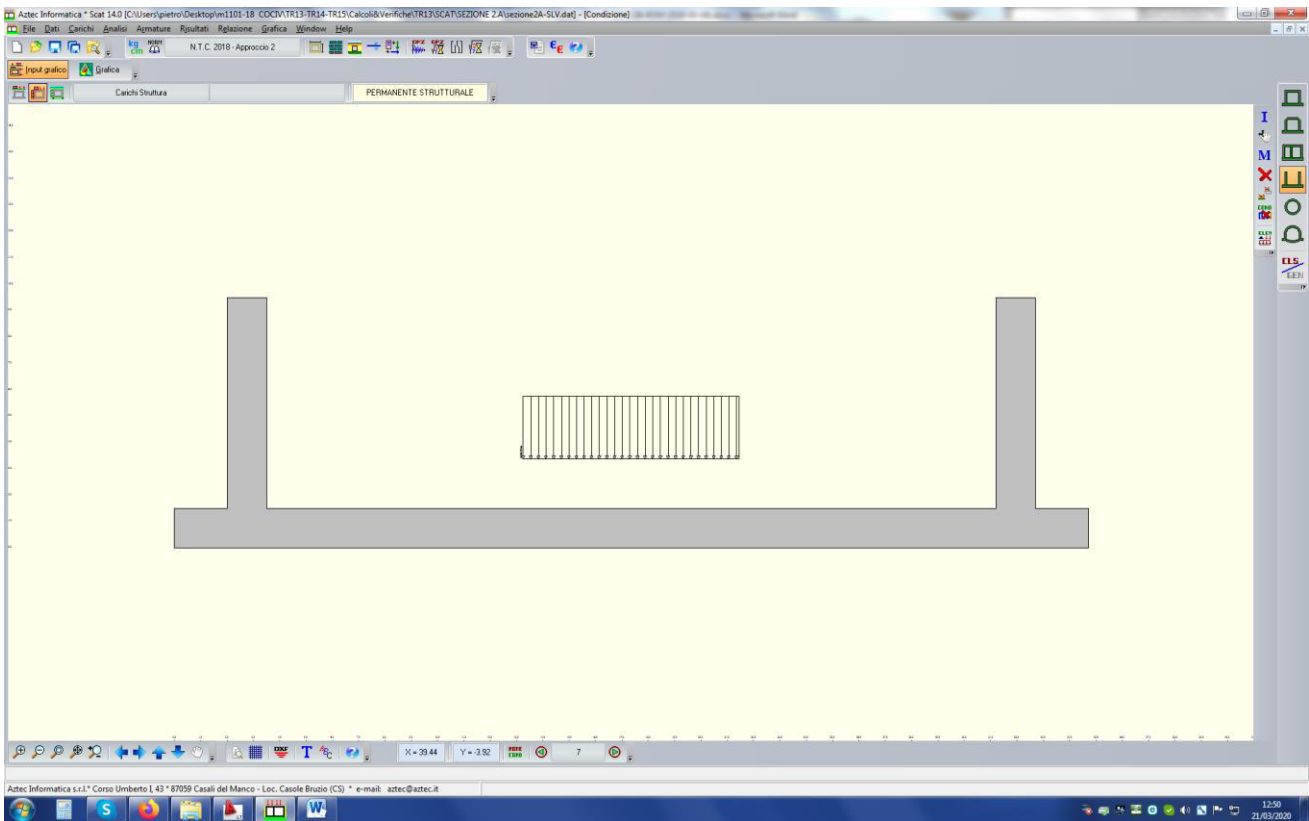 Aztec Informatica * Scat 14.0 [C:\Users\pietro\Desktop\m1101-18 COCIV\TR13-TR14-TR15\Calcoli&Verifiche\TR13\SCAT\SEZIONE 2.A\sezione2A-SLV.dat] - [Condizione]
File Dati Carichi Analisi Armature Risultati Relazione Grafica Window Help
N.T.C. 2018 - Approccio 2
Input grafico Grafica
Carichi Struttura PERMANENTE STRUTTURALE
I
M
CLS
GEN
X = 39.44 Y = -3.92 7
Aztec Informatica s.r.l.* Corso Umberto I, 43 * 87059 Casali del Manco - Loc. Casole Bruzio (CS) * e-mail: aztec@aztec.it
12:50
21/03/2020